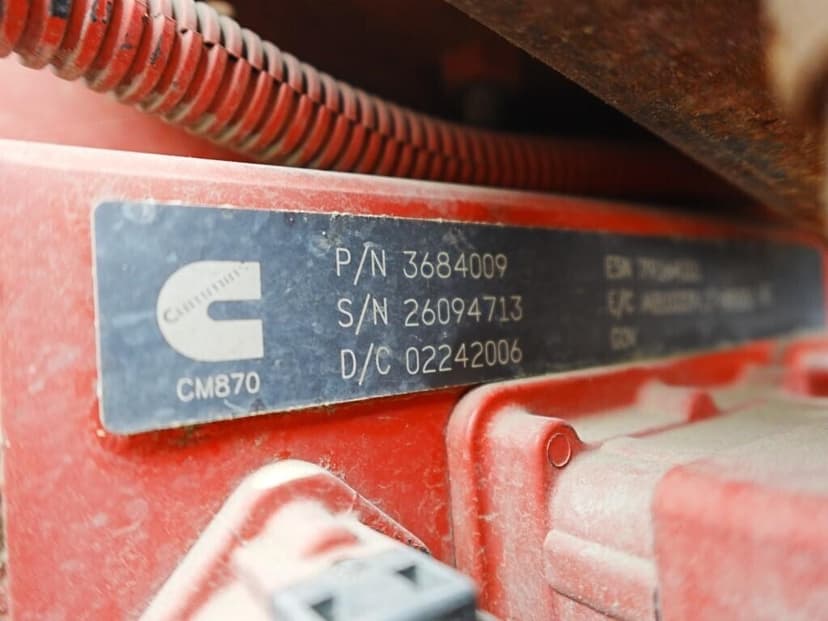 Cummins
CM870
P/N 3684009
S/N 26094713
D/C 02242006
ESN
E/C